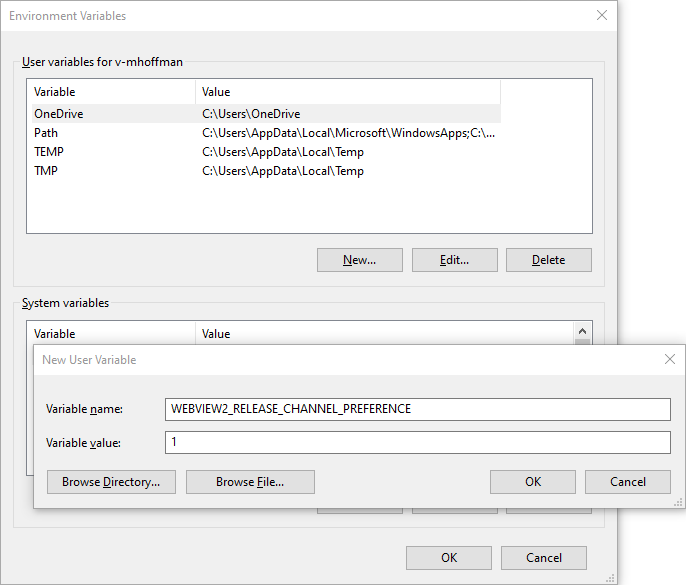 Environment Variables
User variables for v-mhoffman
Variable Value
OneDrive C:\Users\OneDrive
Path C:\Users\AppData\Local\Microsoft\WindowsApps;C:\...
TEMP C:\Users\AppData\Local\Temp
TMP C:\Users\AppData\Local\Temp
New... Edit... Delete
System variables
Variable Value
New User Variable
Variable name: WEBVIEW2_RELEASE_CHANNEL_PREFERENCE
Variable value: 1
Browse Directory... Browse File... OK Cancel
OK Cancel